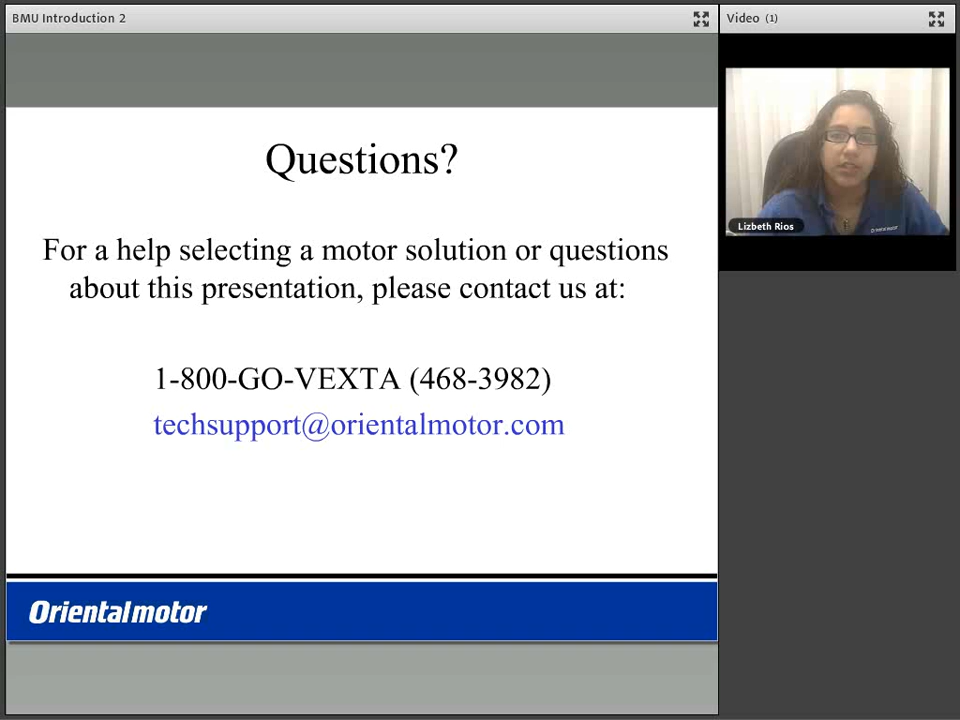 BMU Introduction 2
Video (1)
Questions?
For a help selecting a motor solution or questions
about this presentation, please contact us at:
1-800-GO-VEXTA (468-3982)
techsupport@orientalmotor.com
Orientalmotor
Lizbeth Rios
Orientalmotor